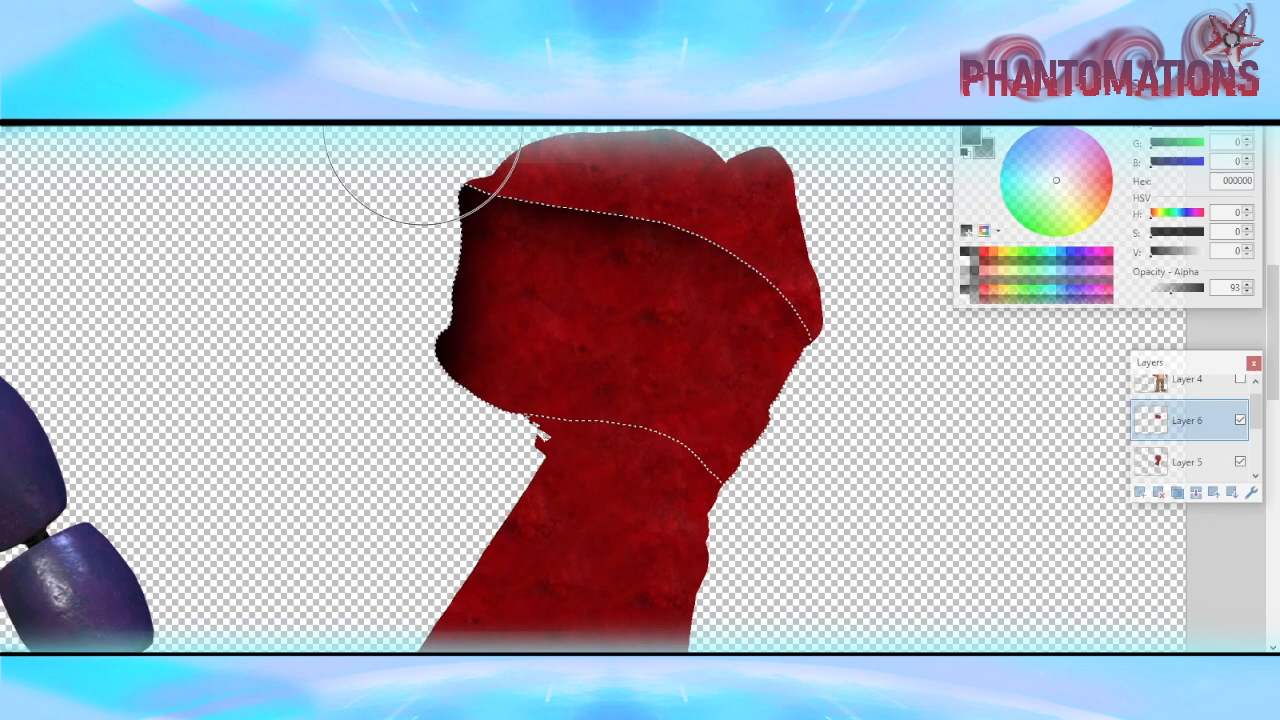 PHANTOMATIONS
G: 0
B: 0
Hex: 000000
HSV
H: 0
S: 0
V: 0
Opacity - Alpha
93
Layers x
Layer 4
Layer 6
Layer 5